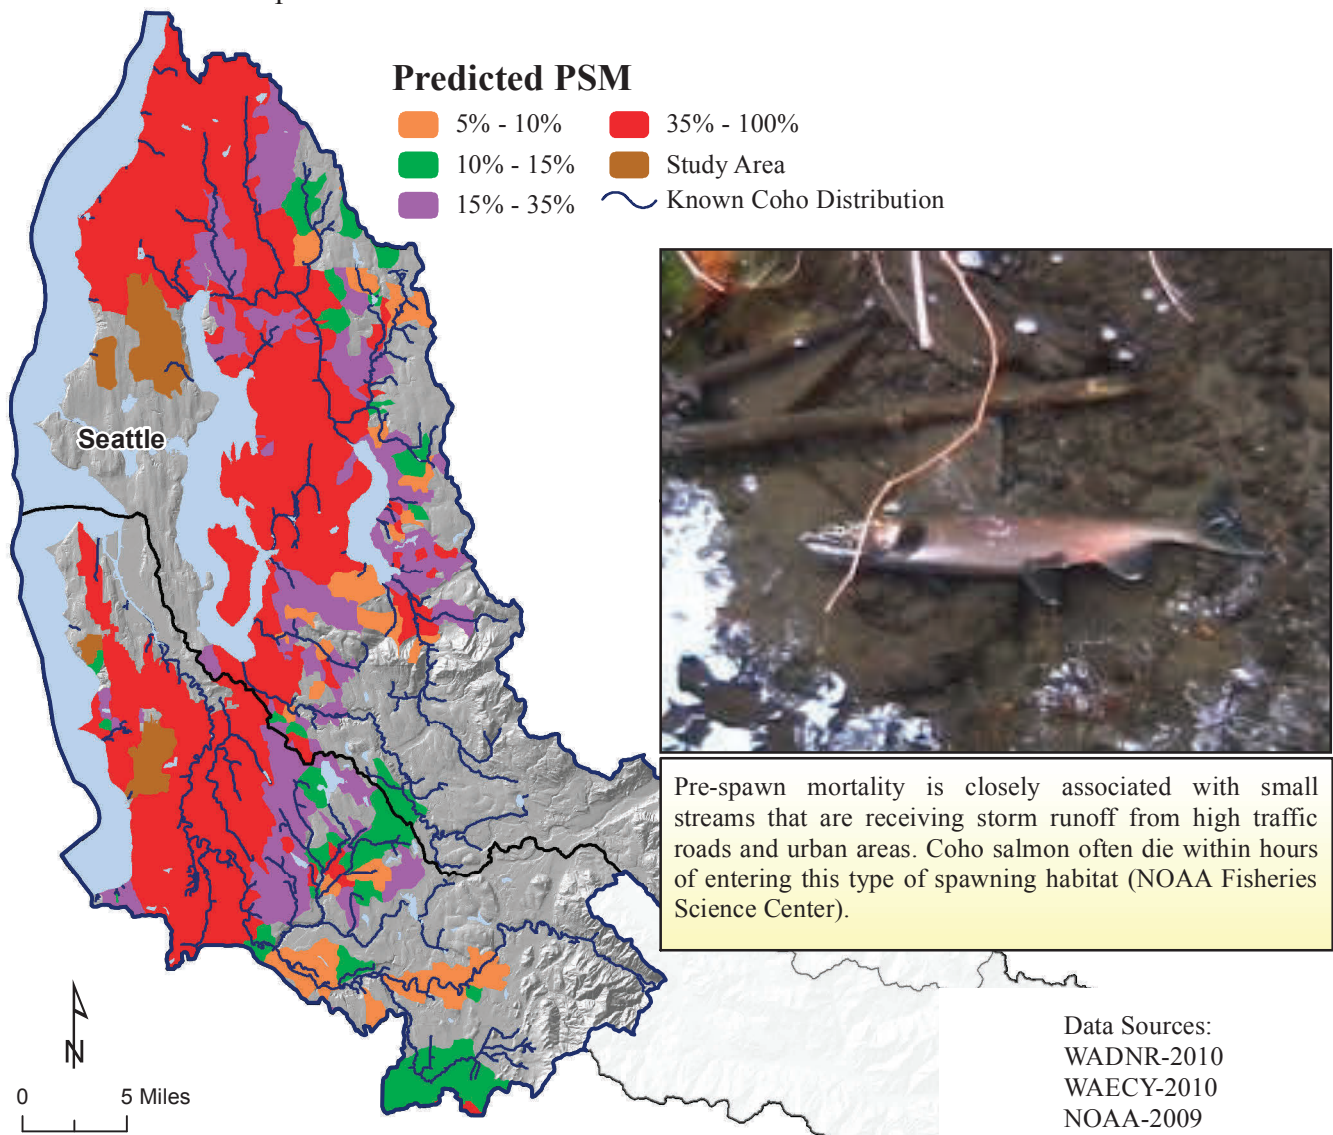 Predicted PSM
5% - 10%
10% - 15%
15% - 35%
35% - 100%
Study Area
Known Coho Distribution
Seattle
Pre-spawn mortality is closely associated with small
streams that are receiving storm runoff from high traffic
roads and urban areas. Coho salmon often die within hours
of entering this type of spawning habitat (NOAA Fisheries
Science Center).
N
0 5 Miles
Data Sources:
WADNR-2010
WAECY-2010
NOAA-2009